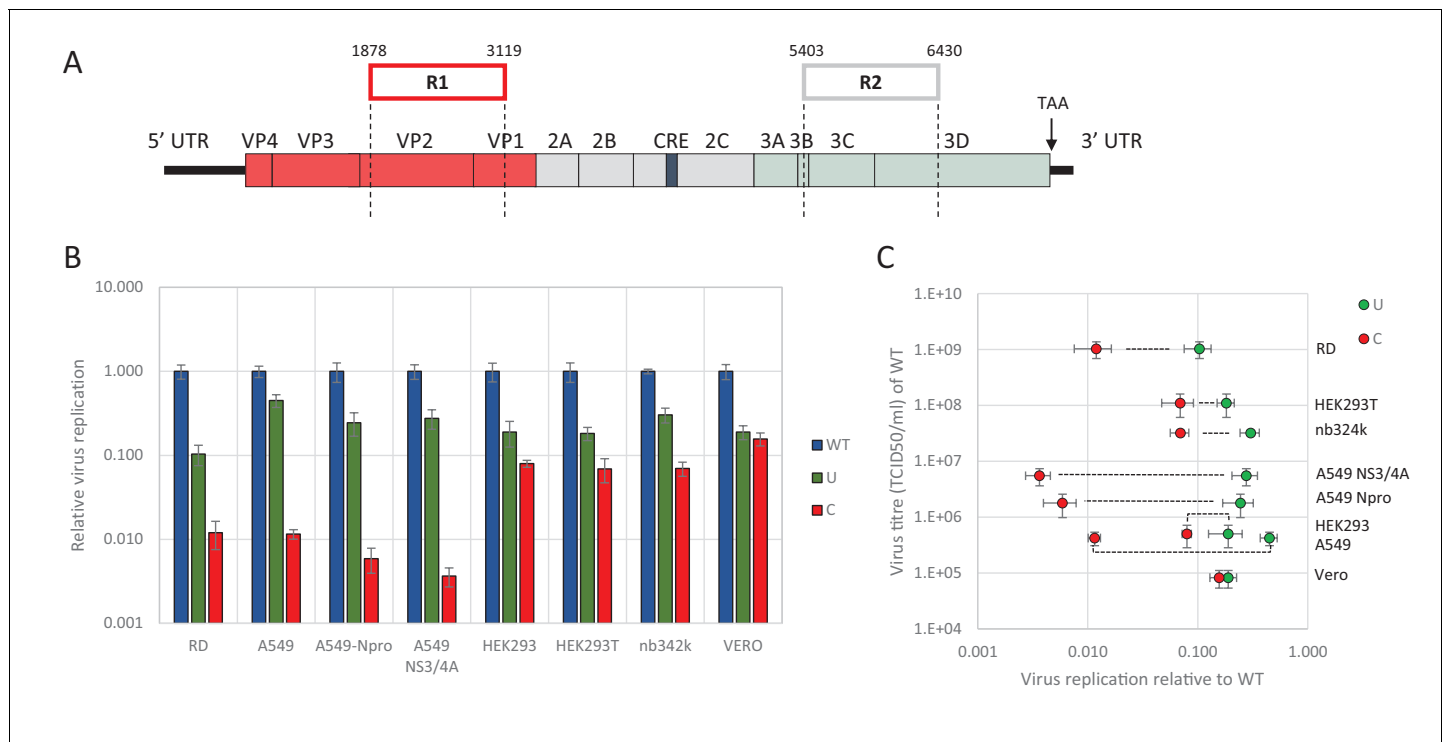 A
1878 3119 5403 6430
R1 R2
TAA
5' UTR VP4 VP3 VP2 VP1 2A 2B CRE 2C 3A 3B 3C 3D 3' UTR
B
Relative virus replication
10.000
1.000
0.100
0.010
0.001
RD A549 A549-Npro A549 NS3/4A HEK293 HEK293T nb342k VERO
WT
U
C
C
Virus titre (TCID50/ml) of WT
1.E+10
1.E+09
1.E+08
1.E+07
1.E+06
1.E+05
1.E+04
0.001 0.010 0.100 1.000
Virus replication relative to WT
U
C
RD
HEK293T
nb324k
A549 NS3/4A
A549 Npro
HEK293
A549
Vero